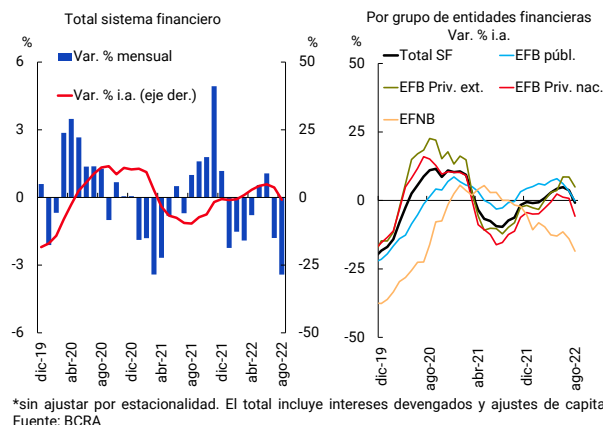 Total sistema financiero
%
%
6
3
0
-3
-6
50
25
0
-25
-50
Var. % mensual
Var. % i.a. (eje der.)
dic-19
abr-20
ago-20
dic-20
abr-21
ago-21
dic-21
abr-22
ago-22
Por grupo de entidades financieras
Var. % i.a.
%
50
25
0
-25
-50
Total SF
EFB públ.
EFB Priv. ext.
EFB Priv. nac.
EFNB
dic-19
ago-20
abr-21
dic-21
ago-22
*sin ajustar por estacionalidad. El total incluye intereses devengados y ajustes de capita
Fuente: BCRA